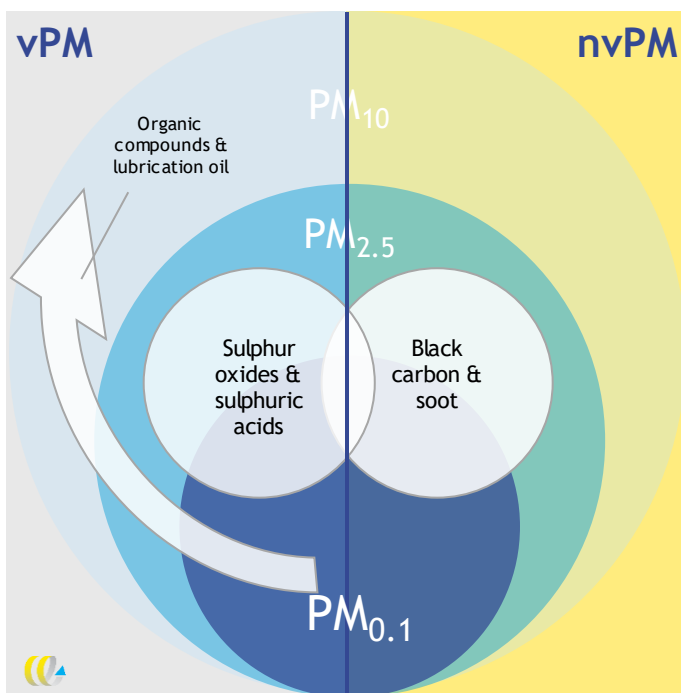 vPM
nvPM
PM10
Organic
compounds &
lubrication oil
PM2.5
Sulphur
oxides &
sulphuric
acids
Black
carbon &
soot
PM0.1